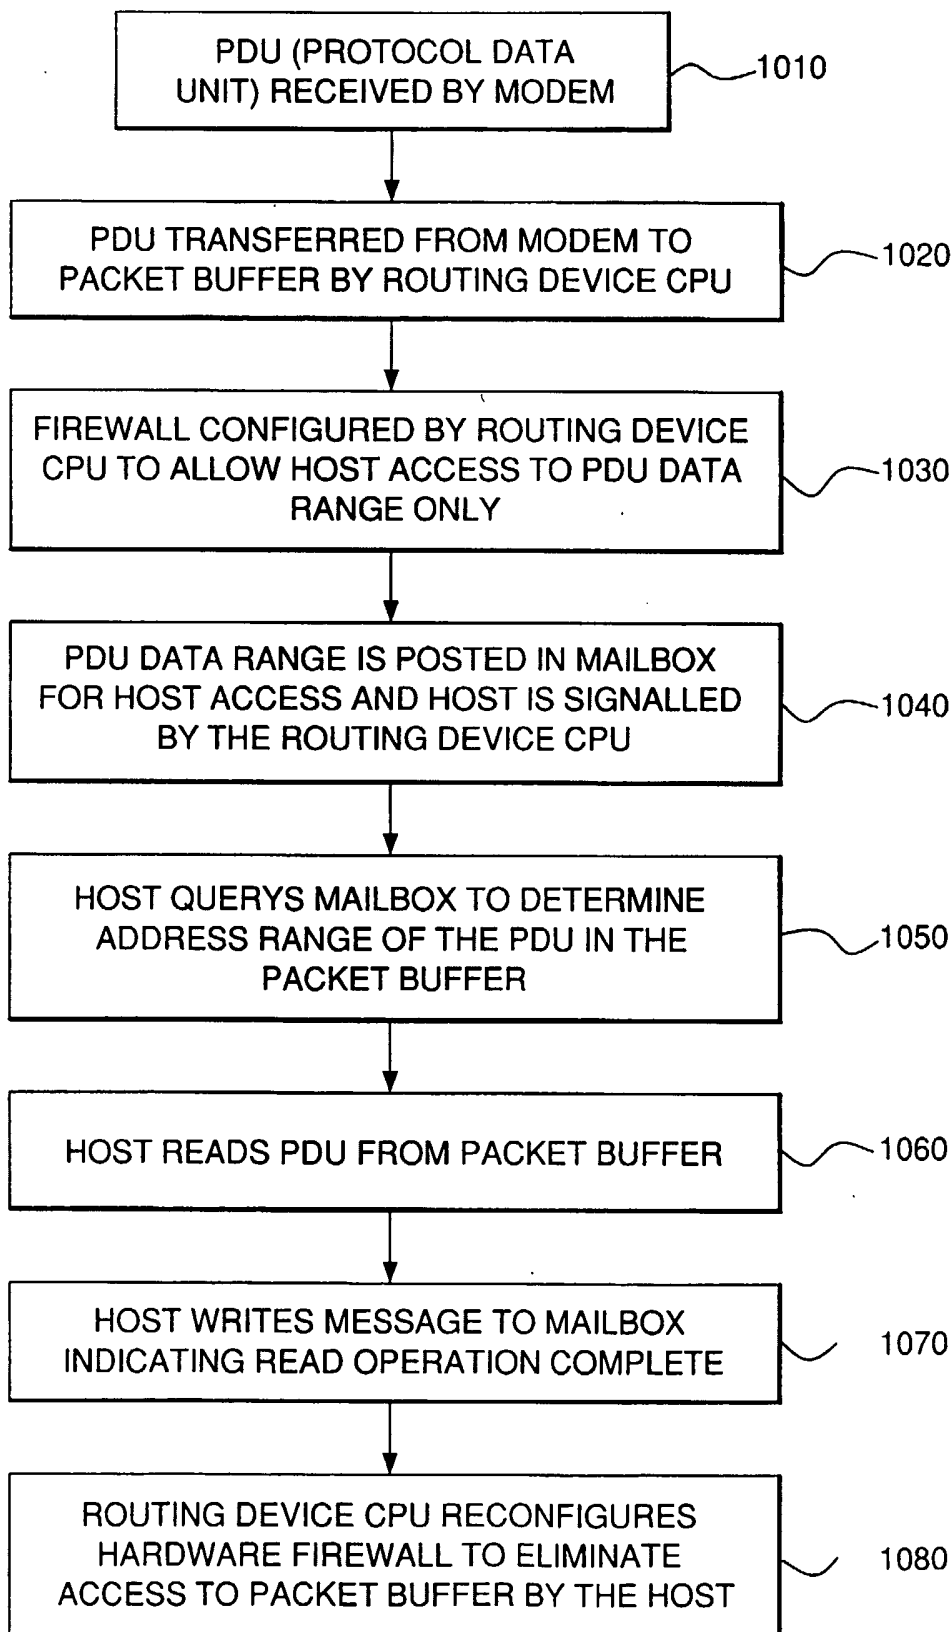 PDU (PROTOCOL DATA
UNIT) RECEIVED BY MODEM
1010
PDU TRANSFERRED FROM MODEM TO
PACKET BUFFER BY ROUTING DEVICE CPU
1020
FIREWALL CONFIGURED BY ROUTING DEVICE
CPU TO ALLOW HOST ACCESS TO PDU DATA
RANGE ONLY
1030
PDU DATA RANGE IS POSTED IN MAILBOX
FOR HOST ACCESS AND HOST IS SIGNALLED
BY THE ROUTING DEVICE CPU
1040
HOST QUERYS MAILBOX TO DETERMINE
ADDRESS RANGE OF THE PDU IN THE
PACKET BUFFER
1050
HOST READS PDU FROM PACKET BUFFER
1060
HOST WRITES MESSAGE TO MAILBOX
INDICATING READ OPERATION COMPLETE
1070
ROUTING DEVICE CPU RECONFIGURES
HARDWARE FIREWALL TO ELIMINATE
ACCESS TO PACKET BUFFER BY THE HOST
1080